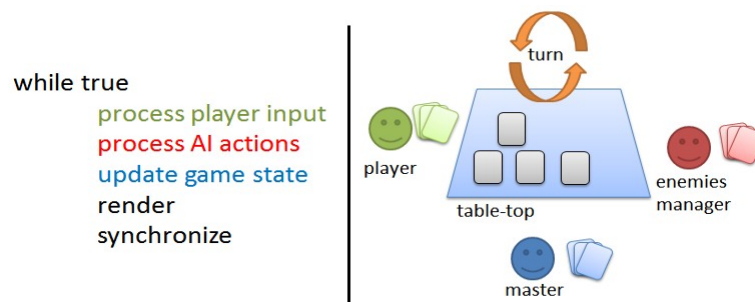 while true
process player input
process AI actions
update game state
render
synchronize
turn
player
table-top
enemies
manager
master